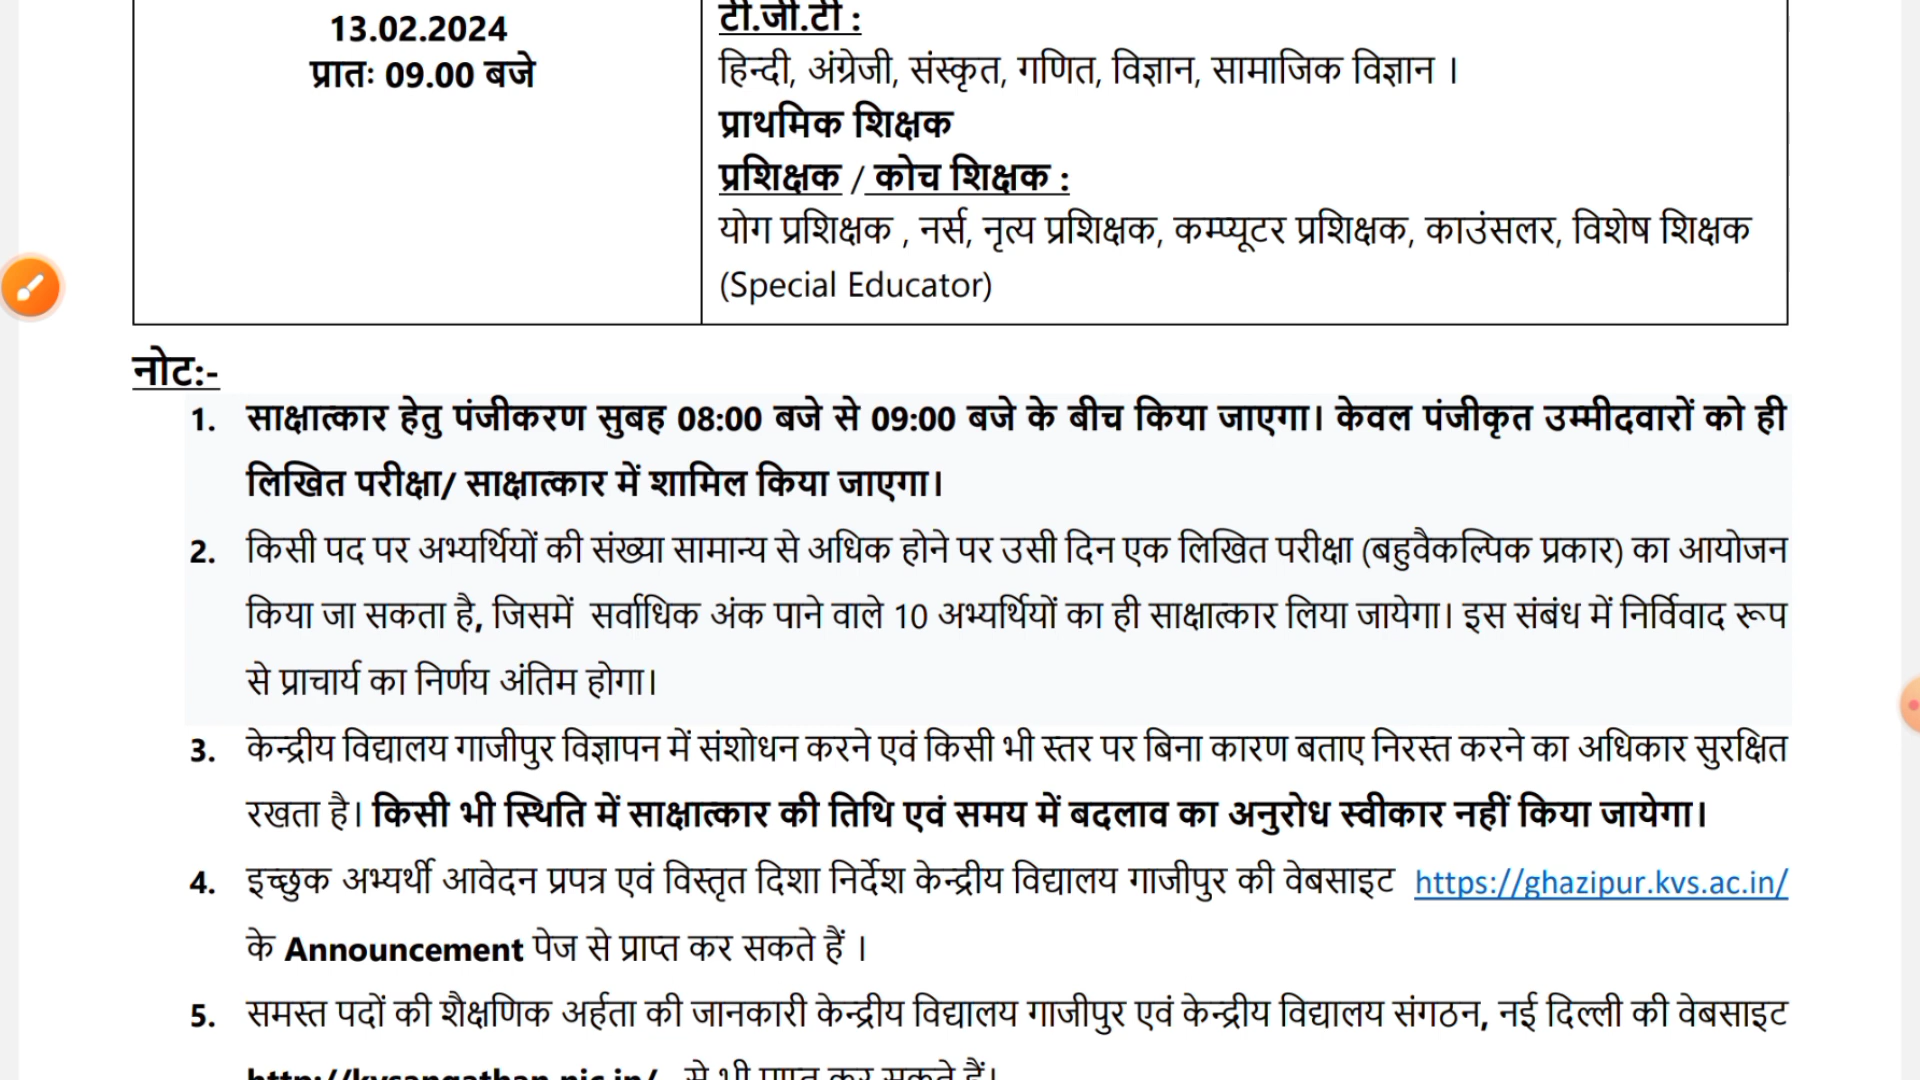 13.02.2024
प्रातः 09.00 बजे
टी.जी.टी :
हिन्दी, अंग्रेजी, संस्कृत, गणित, विज्ञान, सामाजिक विज्ञान ।
प्राथमिक शिक्षक
प्रशिक्षक / कोच शिक्षक :
योग प्रशिक्षक , नर्स, नृत्य प्रशिक्षक, कम्प्यूटर प्रशिक्षक, काउंसलर, विशेष शिक्षक
(Special Educator)
नोट:-
1. साक्षात्कार हेतु पंजीकरण सुबह 08:00 बजे से 09:00 बजे के बीच किया जाएगा। केवल पंजीकृत उम्मीदवारों को ही
लिखित परीक्षा/ साक्षात्कार में शामिल किया जाएगा।
2. किसी पद पर अभ्यर्थियों की संख्या सामान्य से अधिक होने पर उसी दिन एक लिखित परीक्षा (बहुवैकल्पिक प्रकार) का आयोजन
किया जा सकता है, जिसमें सर्वाधिक अंक पाने वाले 10 अभ्यर्थियों का ही साक्षात्कार लिया जायेगा। इस संबंध में निर्विवाद रूप
से प्राचार्य का निर्णय अंतिम होगा।
3. केन्द्रीय विद्यालय गाजीपुर विज्ञापन में संशोधन करने एवं किसी भी स्तर पर बिना कारण बताए निरस्त करने का अधिकार सुरक्षित
रखता है। किसी भी स्थिति में साक्षात्कार की तिथि एवं समय में बदलाव का अनुरोध स्वीकार नहीं किया जायेगा।
4. इच्छुक अभ्यर्थी आवेदन प्रपत्र एवं विस्तृत दिशा निर्देश केन्द्रीय विद्यालय गाजीपुर की वेबसाइट https://ghazipur.kvs.ac.in/
के Announcement पेज से प्राप्त कर सकते हैं ।
5. समस्त पदों की शैक्षणिक अर्हता की जानकारी केन्द्रीय विद्यालय गाजीपुर एवं केन्द्रीय विद्यालय संगठन, नई दिल्ली की वेबसाइट
http://kvsangathan.nic.in/ से भी प्राप्त कर सकते हैं।